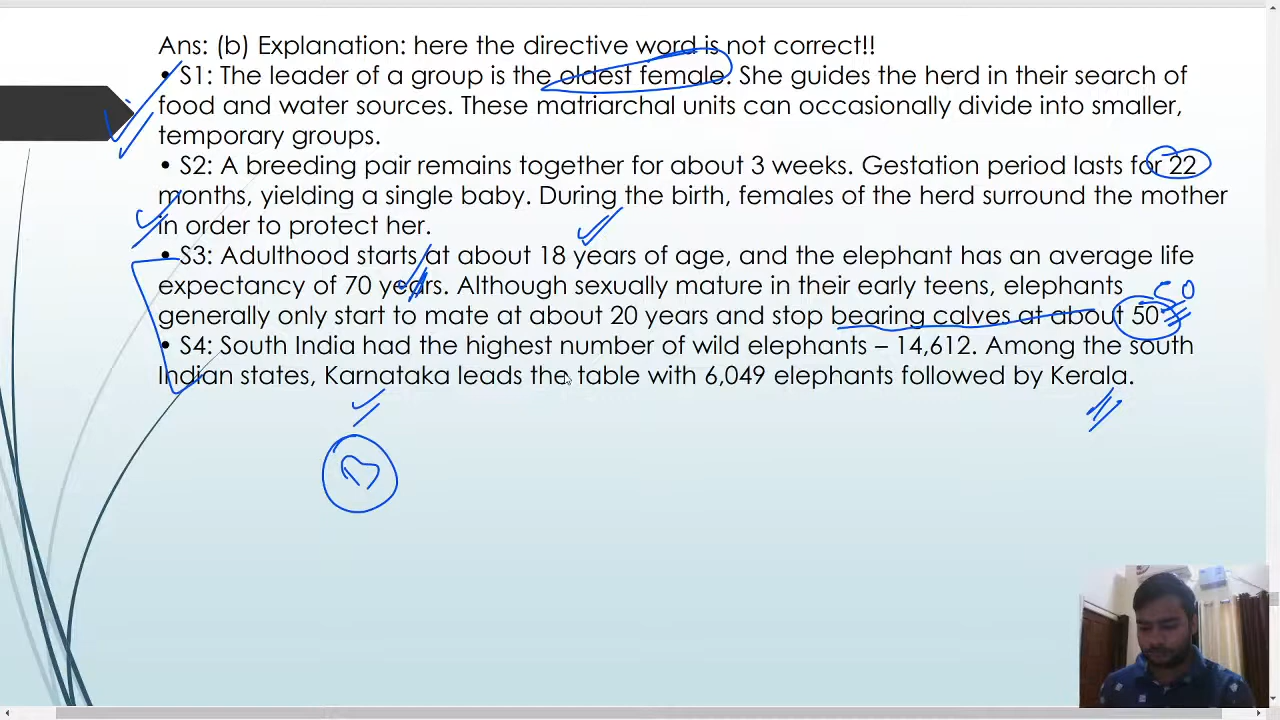 Ans: (b) Explanation: here the directive word is not correct!!
• S1: The leader of a group is the oldest female. She guides the herd in their search of
food and water sources. These matriarchal units can occasionally divide into smaller,
temporary groups.
• S2: A breeding pair remains together for about 3 weeks. Gestation period lasts for 22
months, yielding a single baby. During the birth, females of the herd surround the mother
in order to protect her.
• S3: Adulthood starts at about 18 years of age, and the elephant has an average life
expectancy of 70 years. Although sexually mature in their early teens, elephants
generally only start to mate at about 20 years and stop bearing calves at about 50
• S4: South India had the highest number of wild elephants – 14,612. Among the south
Indian states, Karnataka leads the table with 6,049 elephants followed by Kerala.